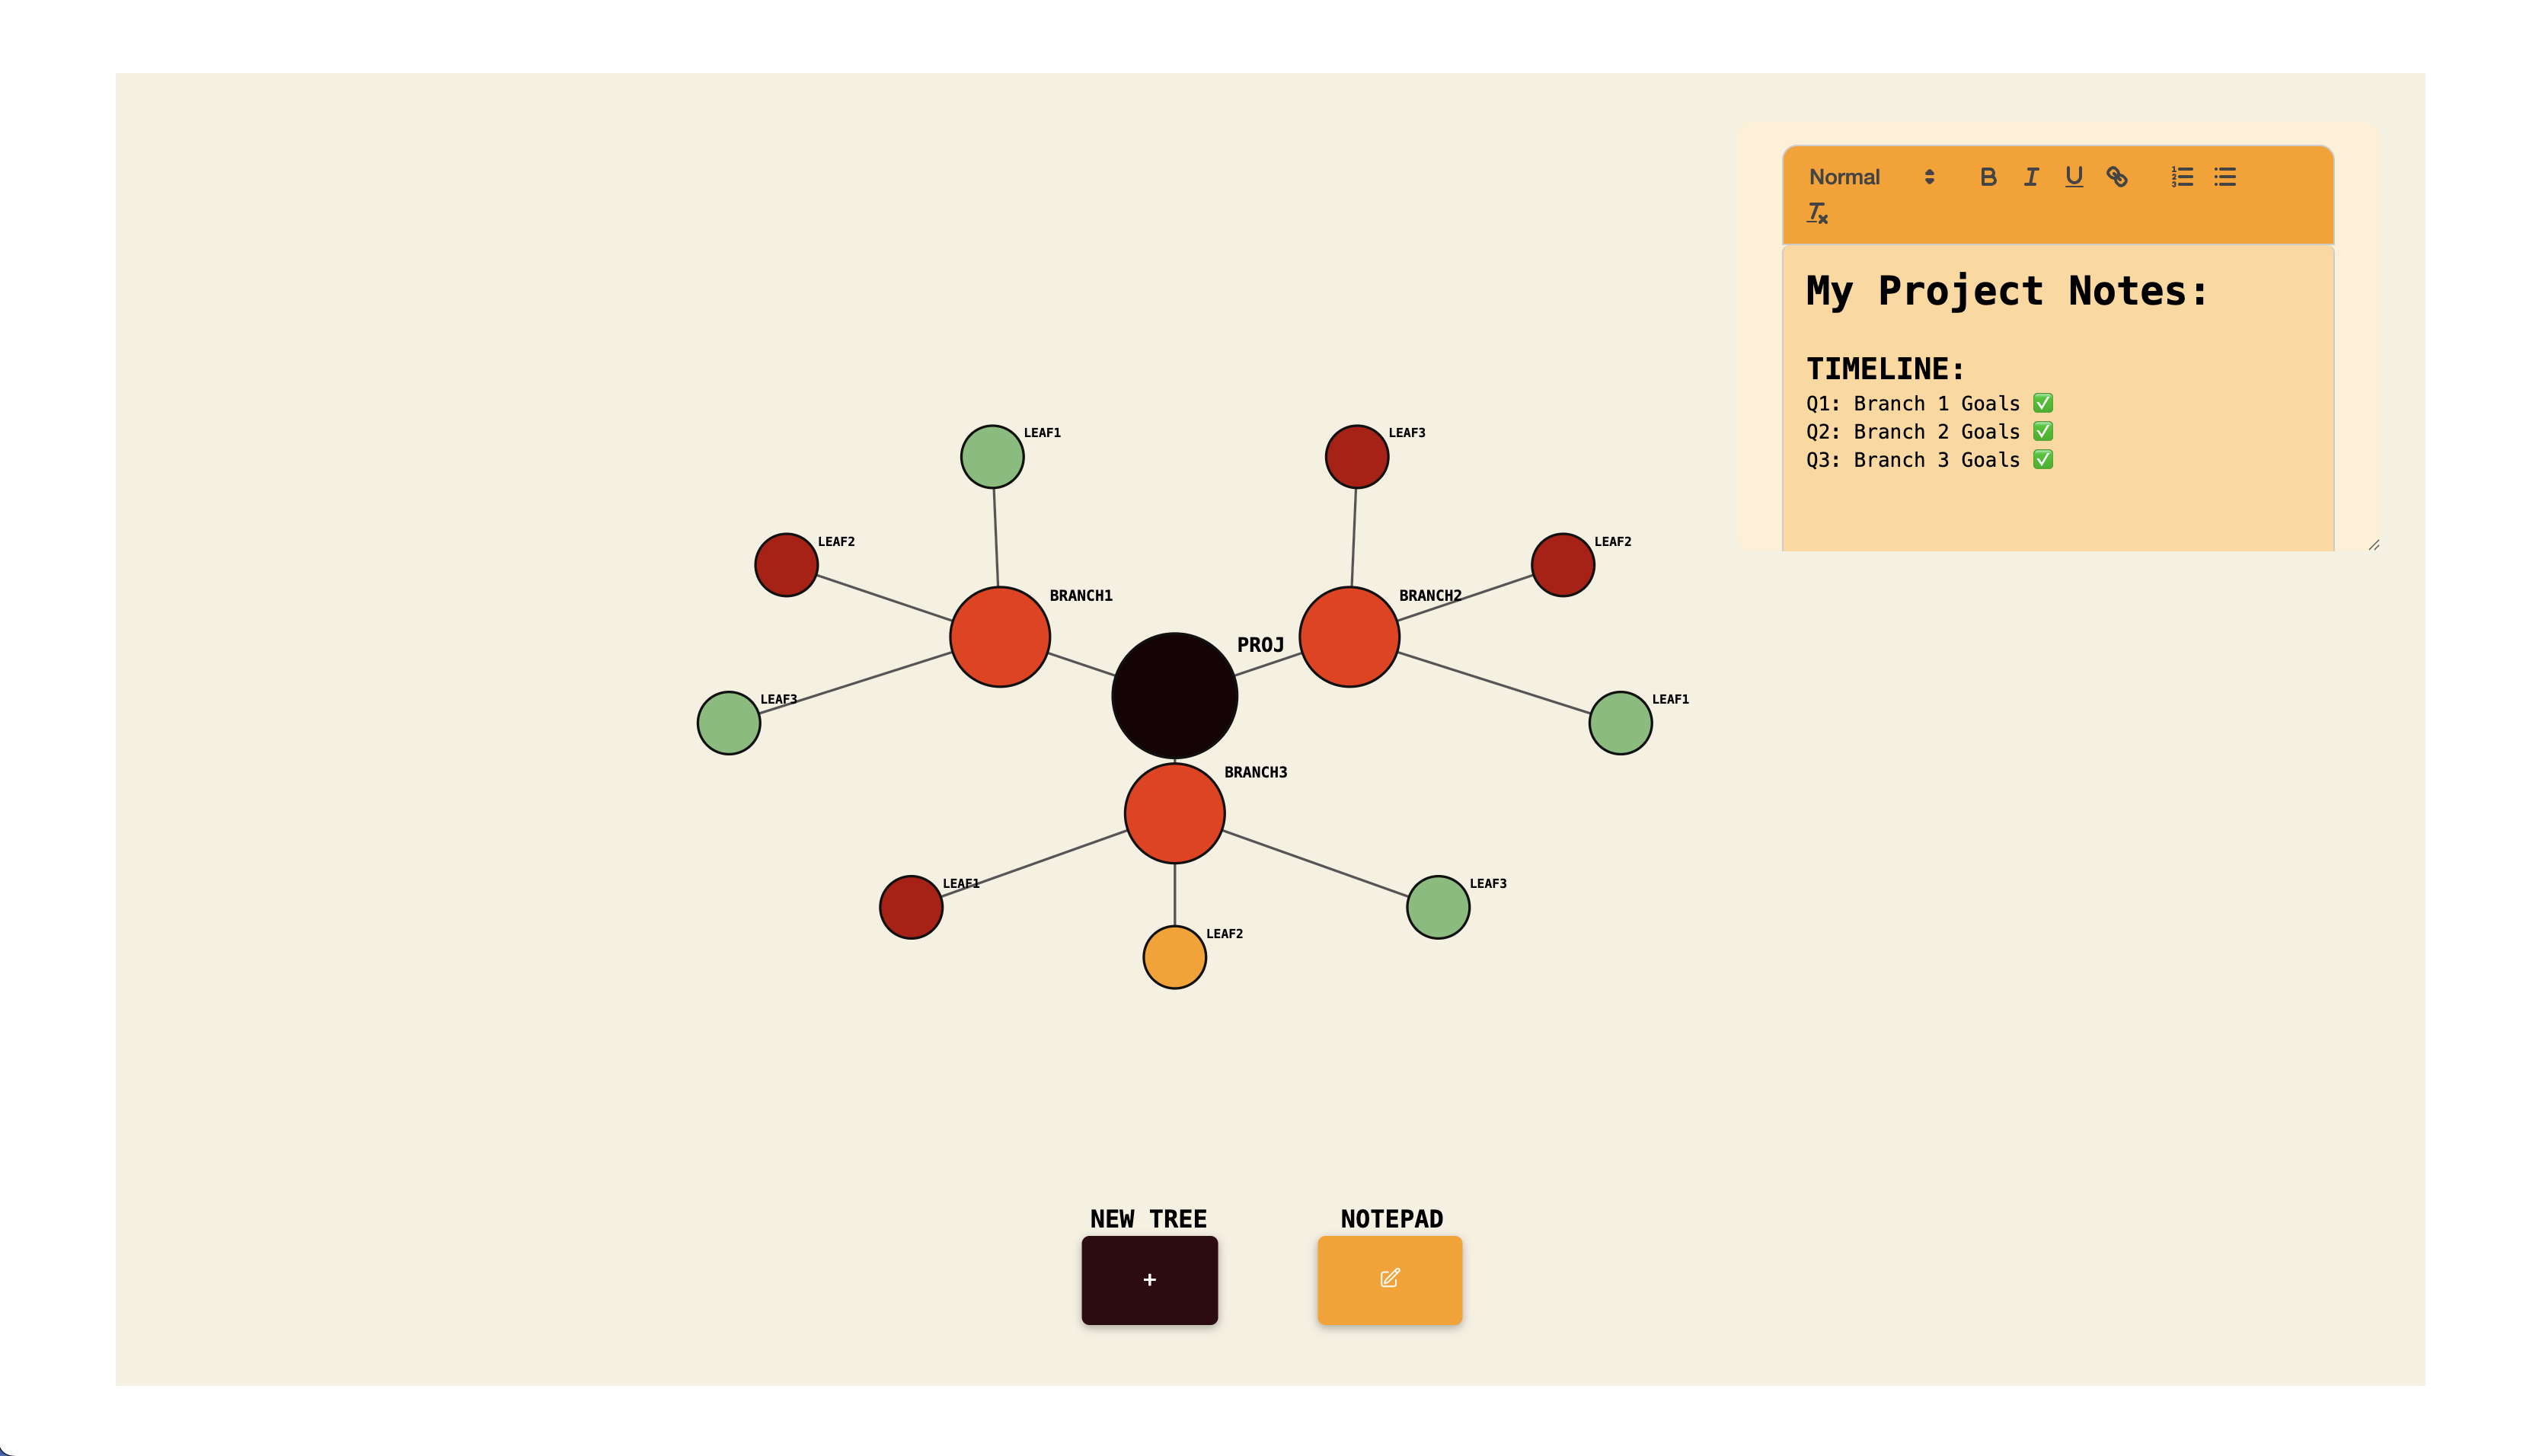 Normal
My Project Notes:
TIMELINE:
Q1: Branch 1 Goals ✅
Q2: Branch 2 Goals ✅
Q3: Branch 3 Goals ✅
LEAF1
LEAF3
LEAF2
LEAF2
BRANCH1
BRANCH2
PROJ
LEAF3
LEAF1
BRANCH3
LEAF1
LEAF3
LEAF2
NEW TREE
NOTEPAD
+